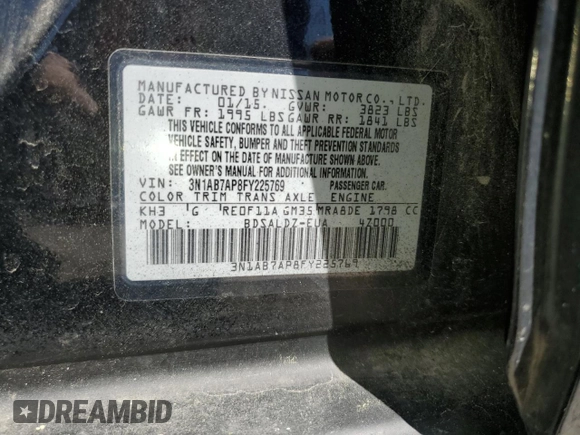 MANUFACTURED BY NISSAN MOTOR CO., LTD.
DATE: 01/15. GVWR: 3823 LBS
GAWR FR: 1995 LBS GAWR RR: 1841 LBS
THIS VEHICLE CONFORMS TO ALL APPLICABLE FEDERAL MOTOR
VEHICLE SAFETY, BUMPER AND THEFT PREVENTION STANDARDS
IN EFFECT ON THE DATE OF MANUFACTURE SHOWN ABOVE.
SEE OWNER'S MANUAL FOR ADDITIONAL INFORMATION
VIN: 3N1AB7AP8FY225769 PASSENGER CAR.
COLOR TRIM TRANS AXLE ENGINE
KH3 G RE0F11A GM35 MRA8DE 1798 CC
BDSALDZ-EUA 4Z000
3N1AB7AP8FY225769
DREAMBID